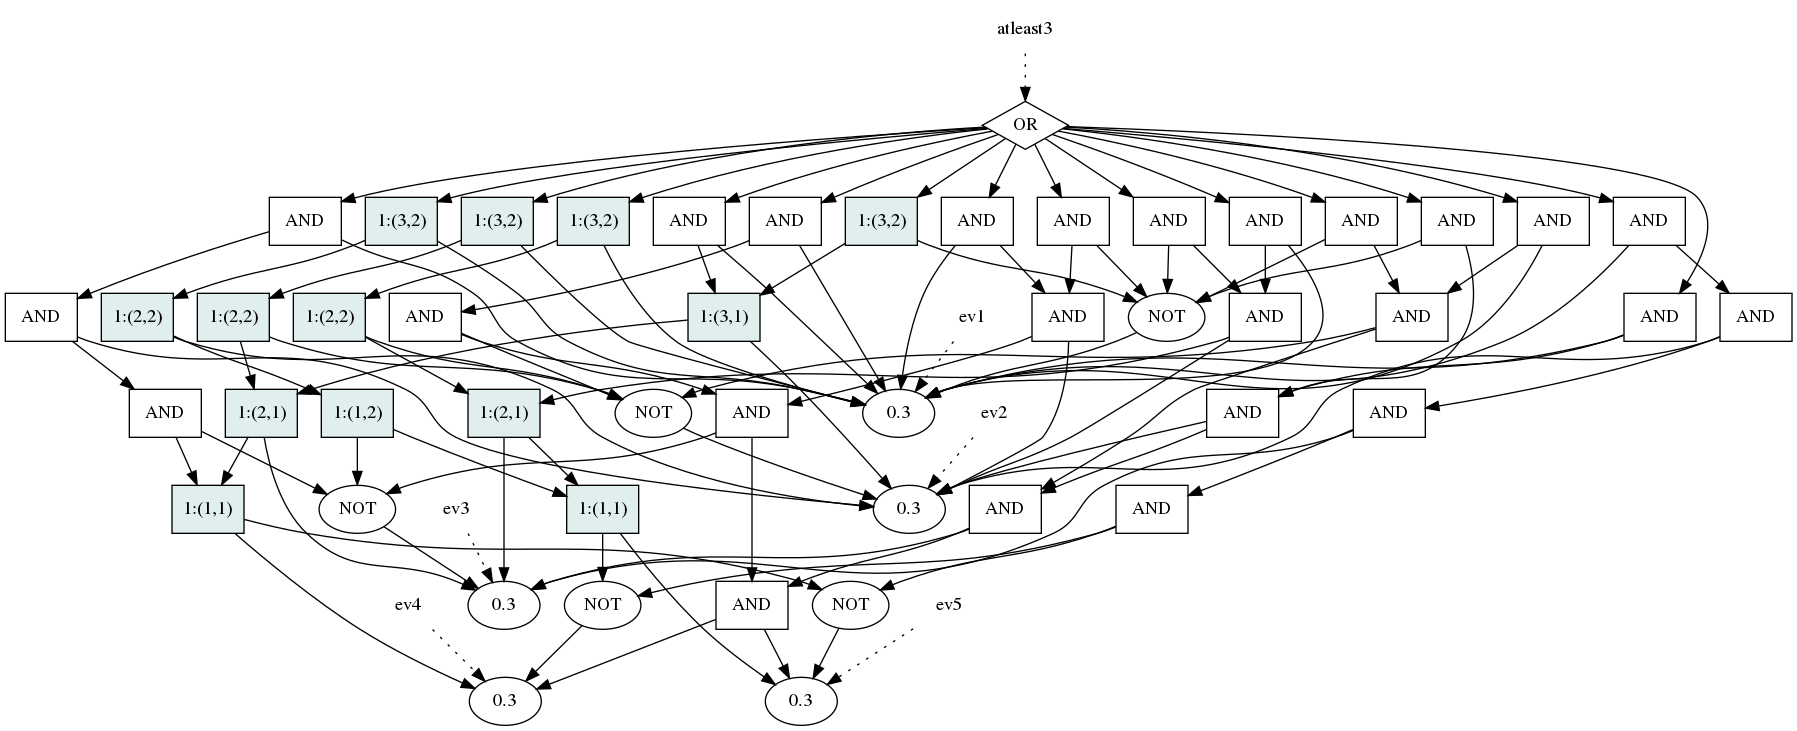 atleast3
OR
AND 1:(3,2) 1:(3,2) 1:(3,2) AND AND 1:(3,2) AND AND AND AND AND AND AND AND
AND 1:(2,2) 1:(2,2) 1:(2,2) AND 1:(3,1) ev1 AND NOT AND AND AND AND
AND 1:(2,1) 1:(1,2) 1:(2,1) NOT AND 0.3 ev2 AND AND
1:(1,1) NOT ev3 1:(1,1) 0.3 AND AND
ev4 0.3 NOT AND NOT ev5
0.3 0.3